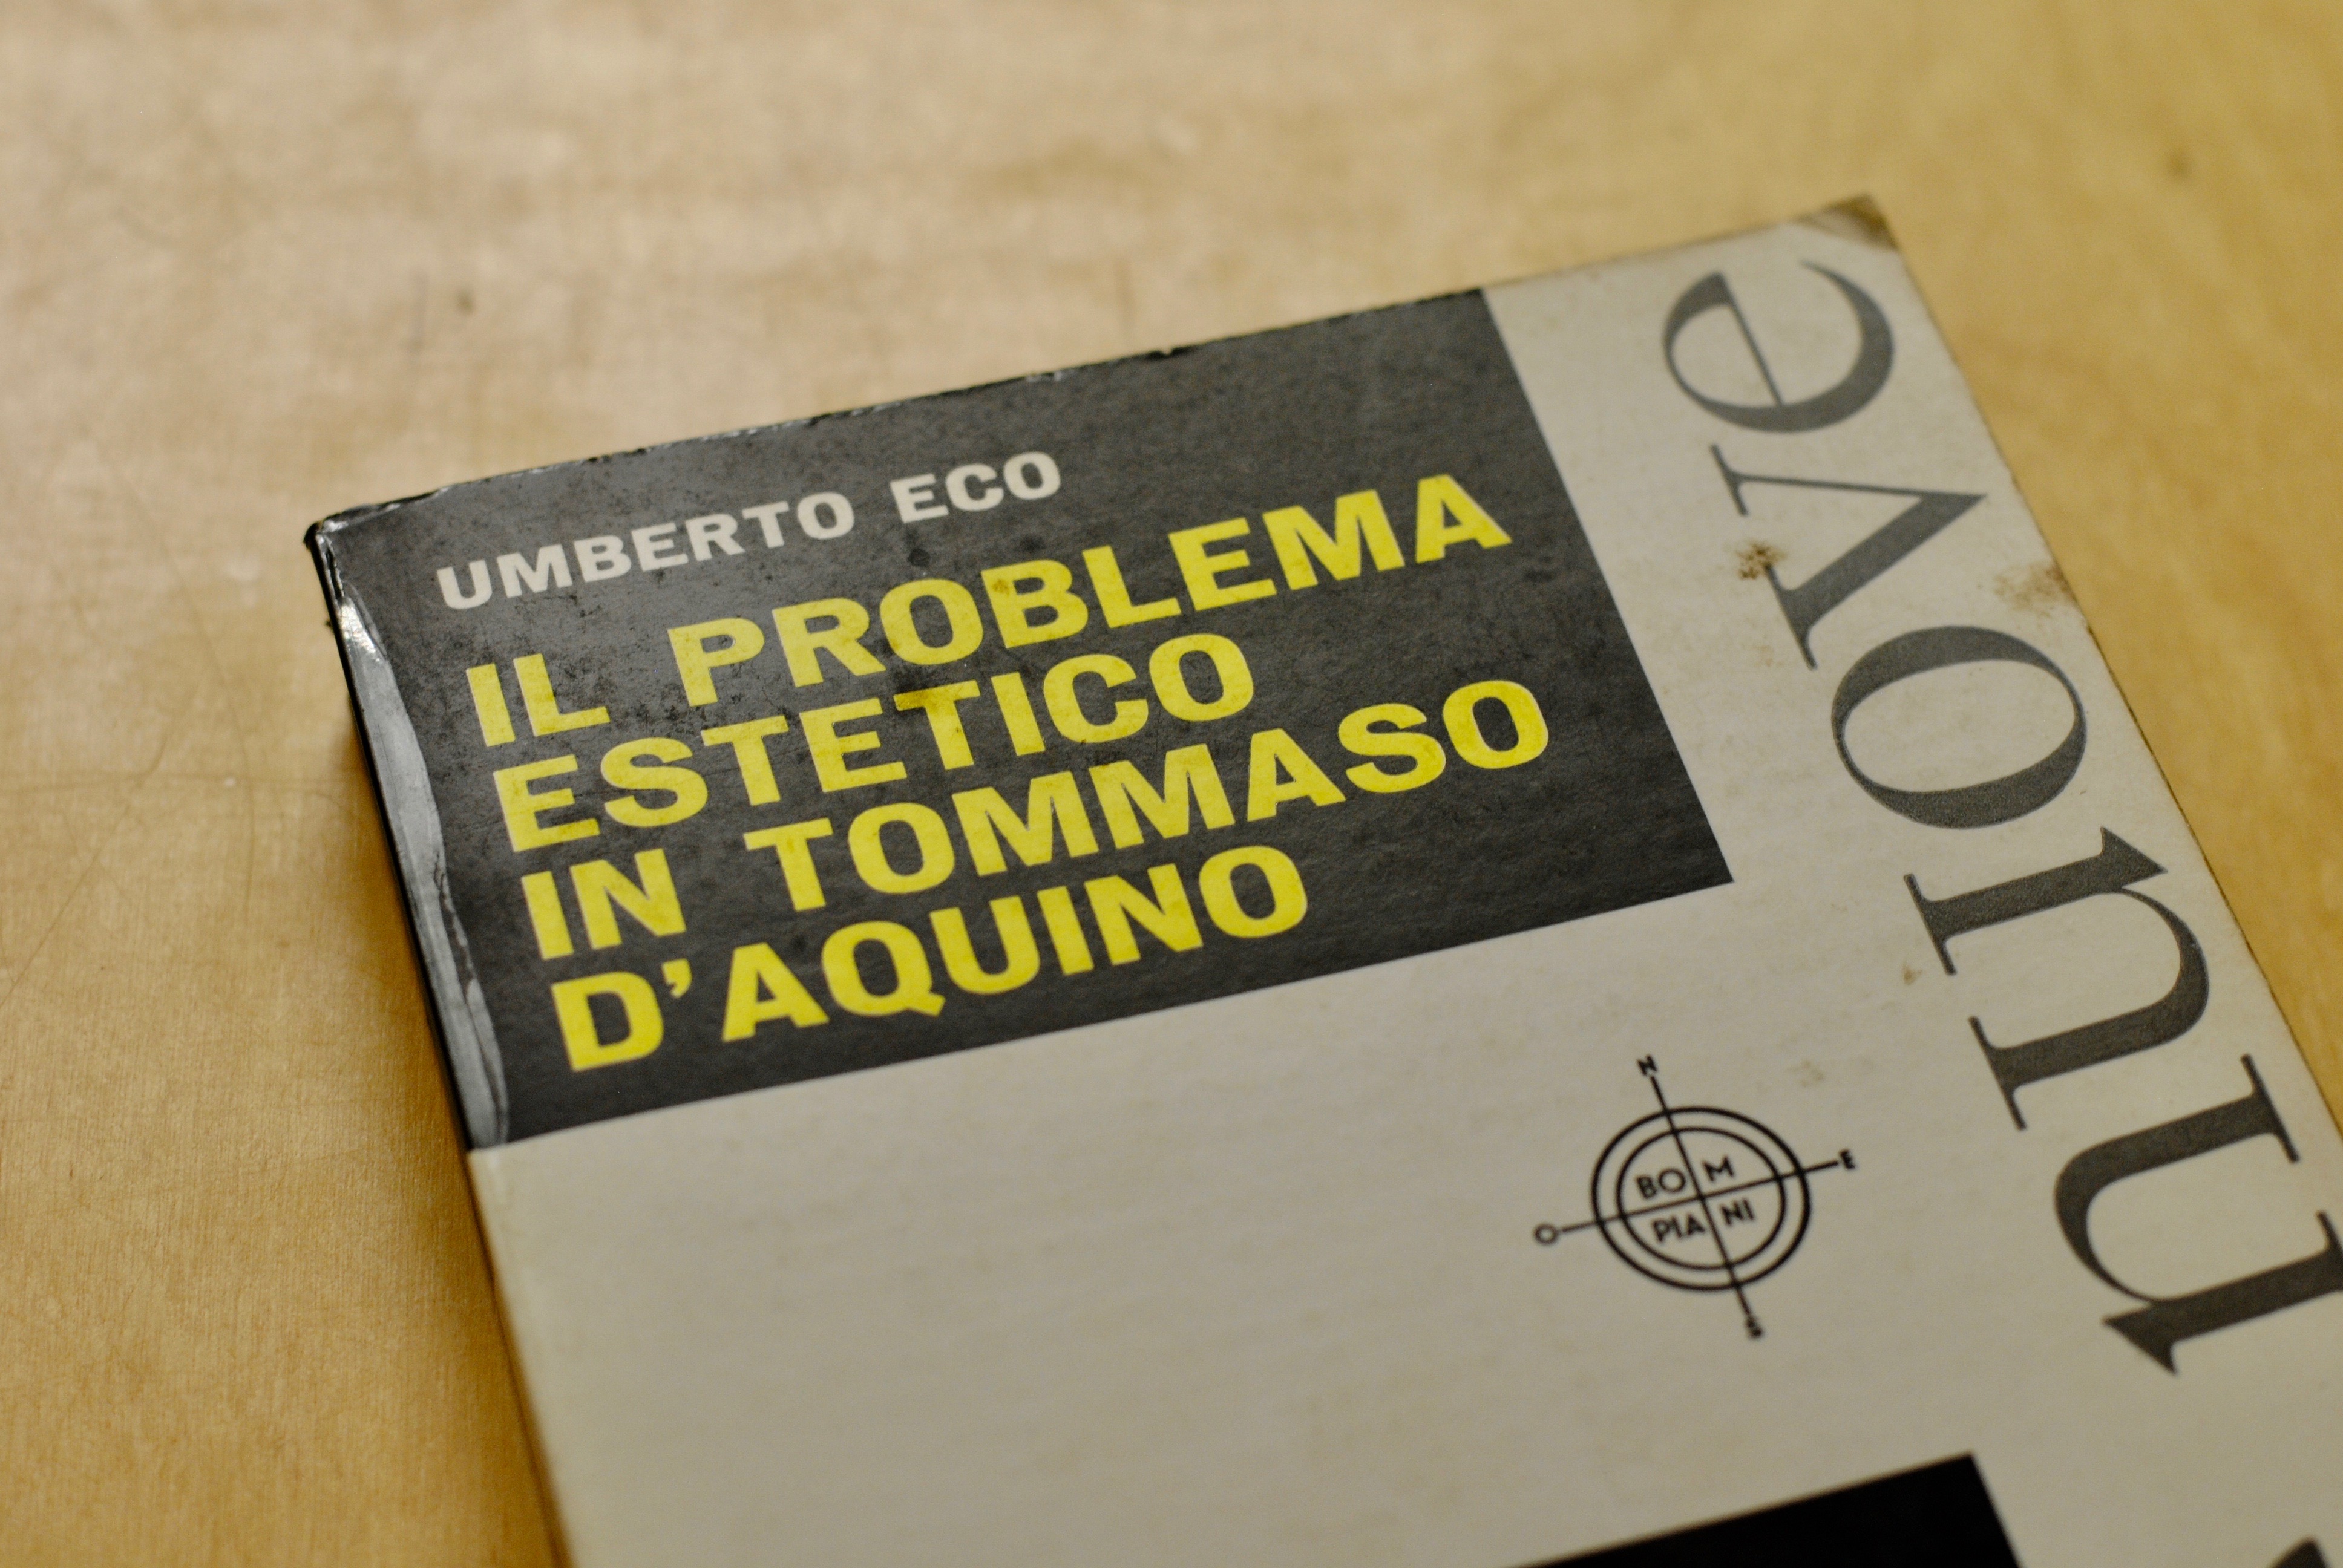 UMBERTO ECO
IL PROBLEMA
ESTETICO
IN TOMMASO
D'AQUINO
nuove
N
BO M
E
O
PIA NI
S